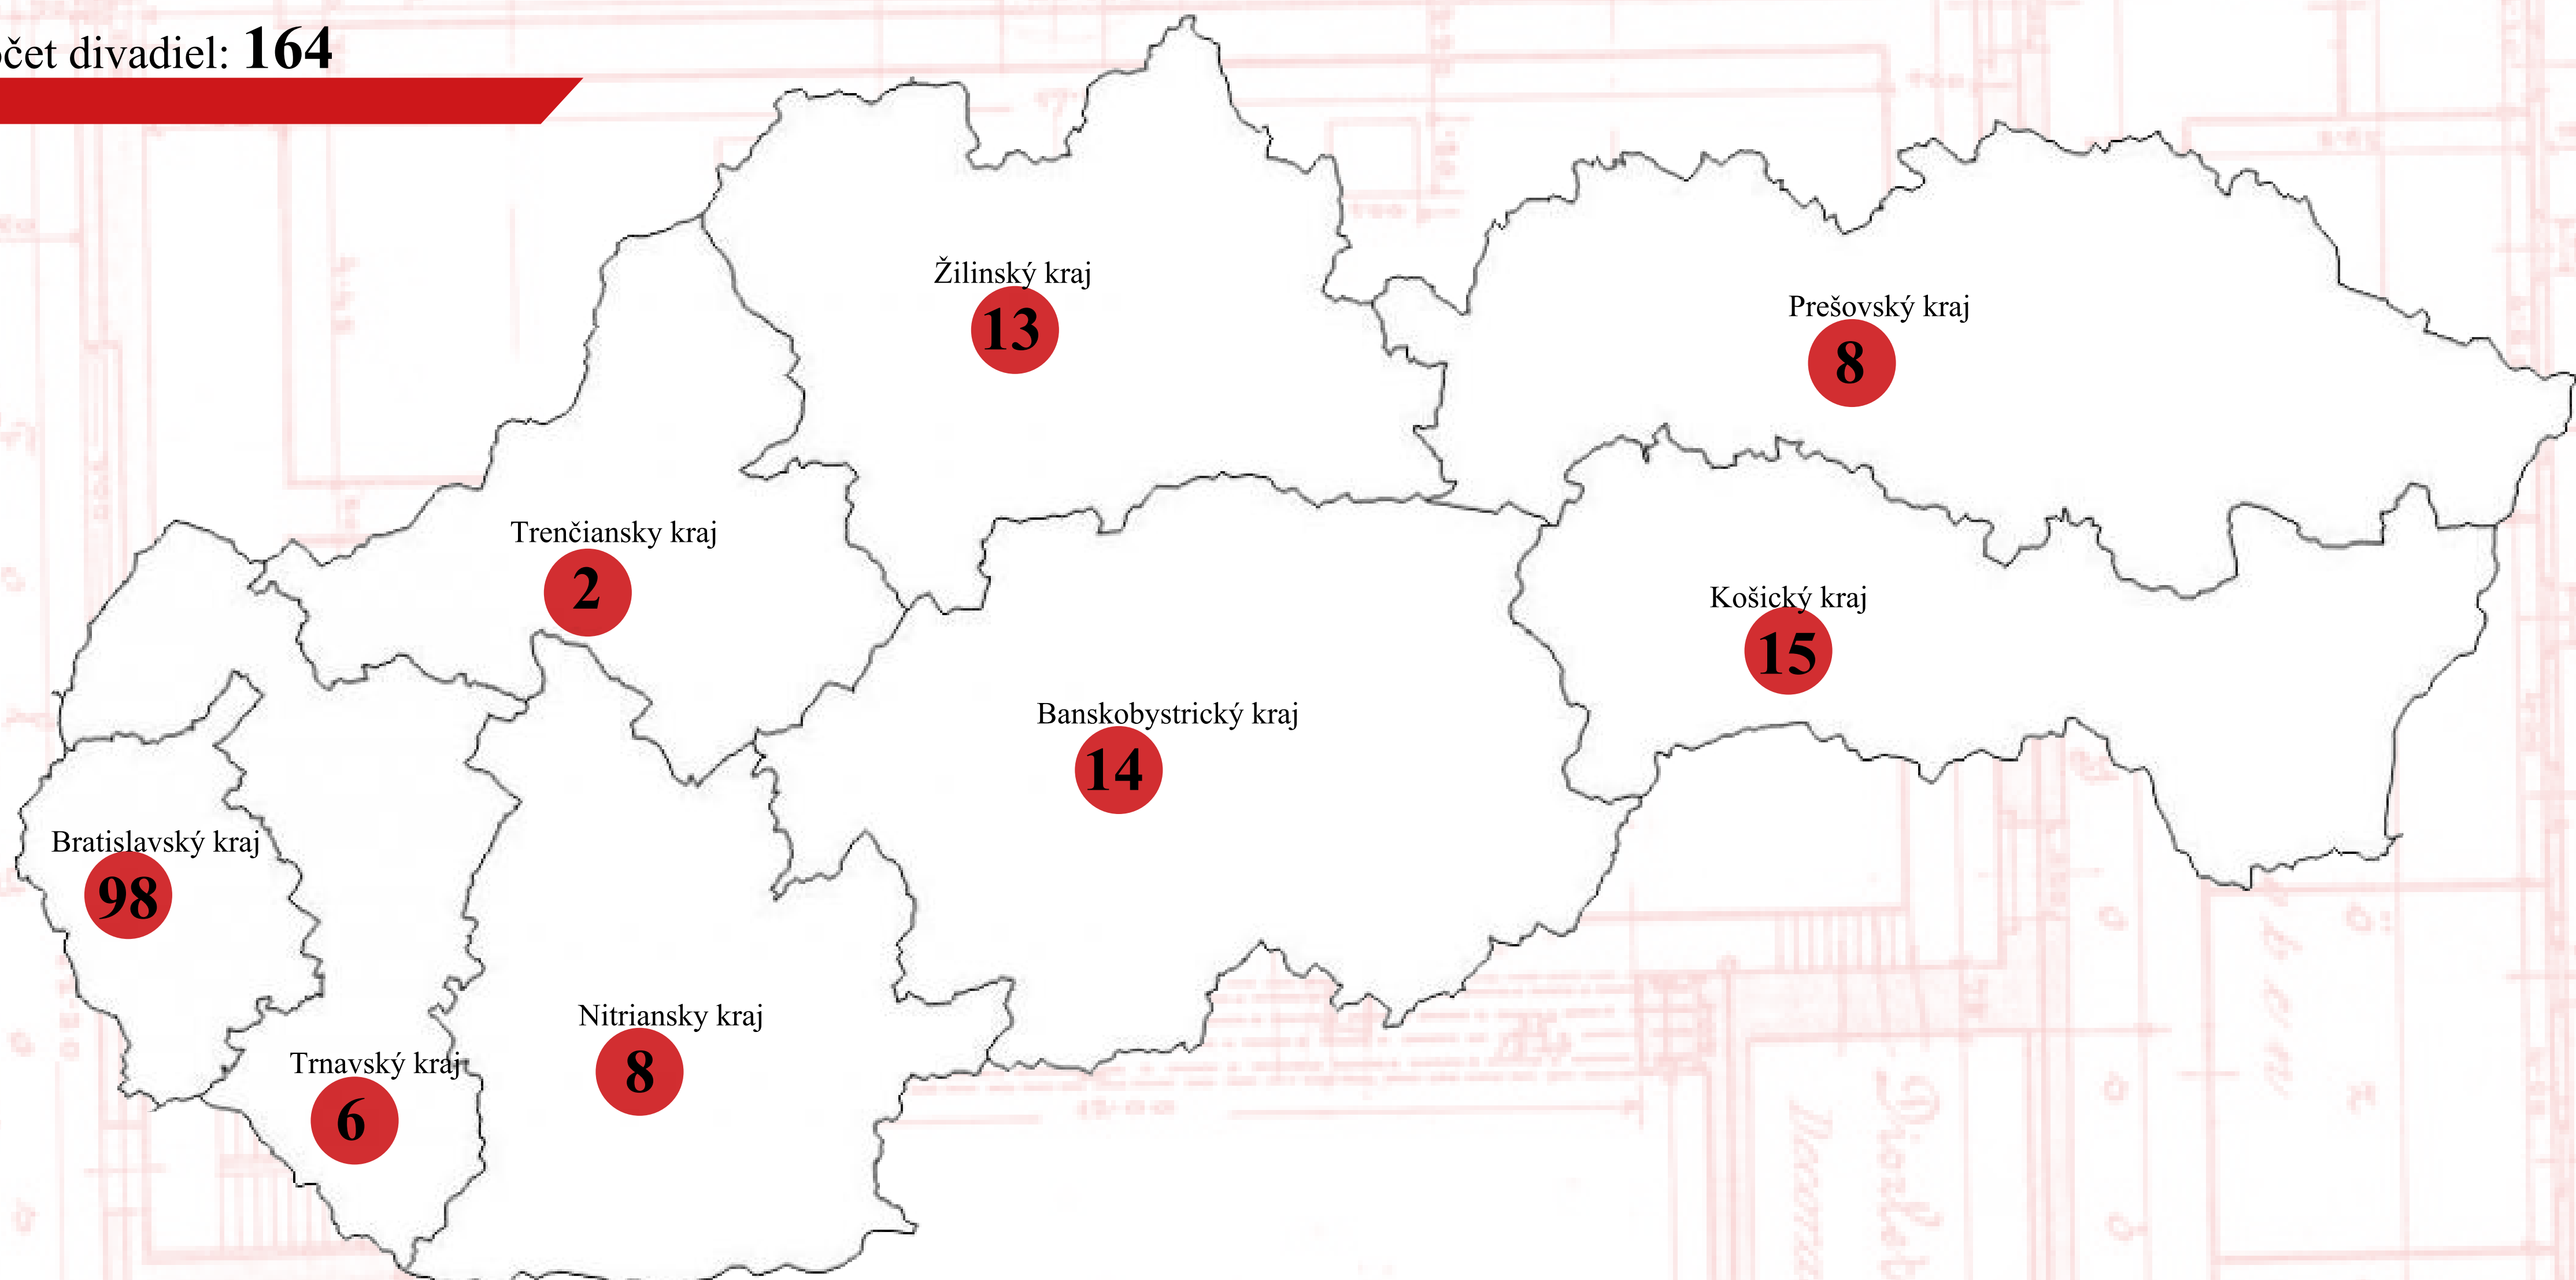 očet divadiel: 164
Žilinský kraj
13
Prešovský kraj
8
Trenčiansky kraj
2
Košický kraj
15
Banskobystrický kraj
14
Bratislavský kraj
98
Nitriansky kraj
8
Trnavský kraj
6